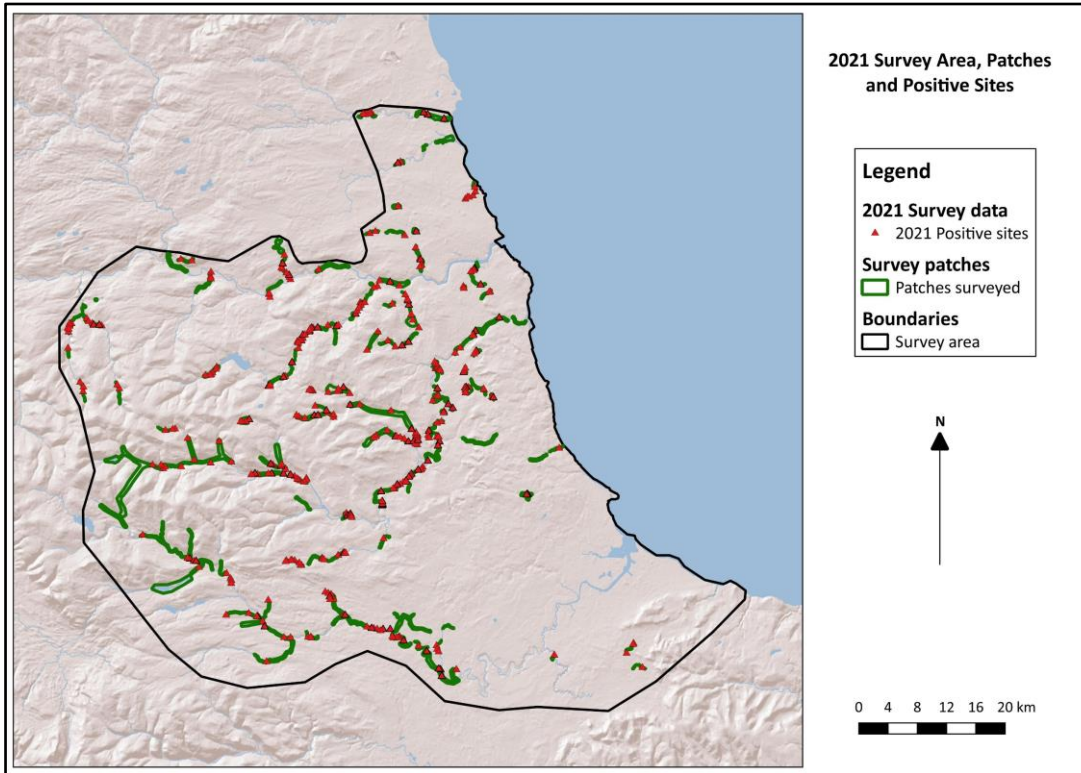 2021 Survey Area, Patches
and Positive Sites
Legend
2021 Survey data
2021 Positive sites
Survey patches
Patches surveyed
Boundaries
Survey area
N
0 4 8 12 16 20 km